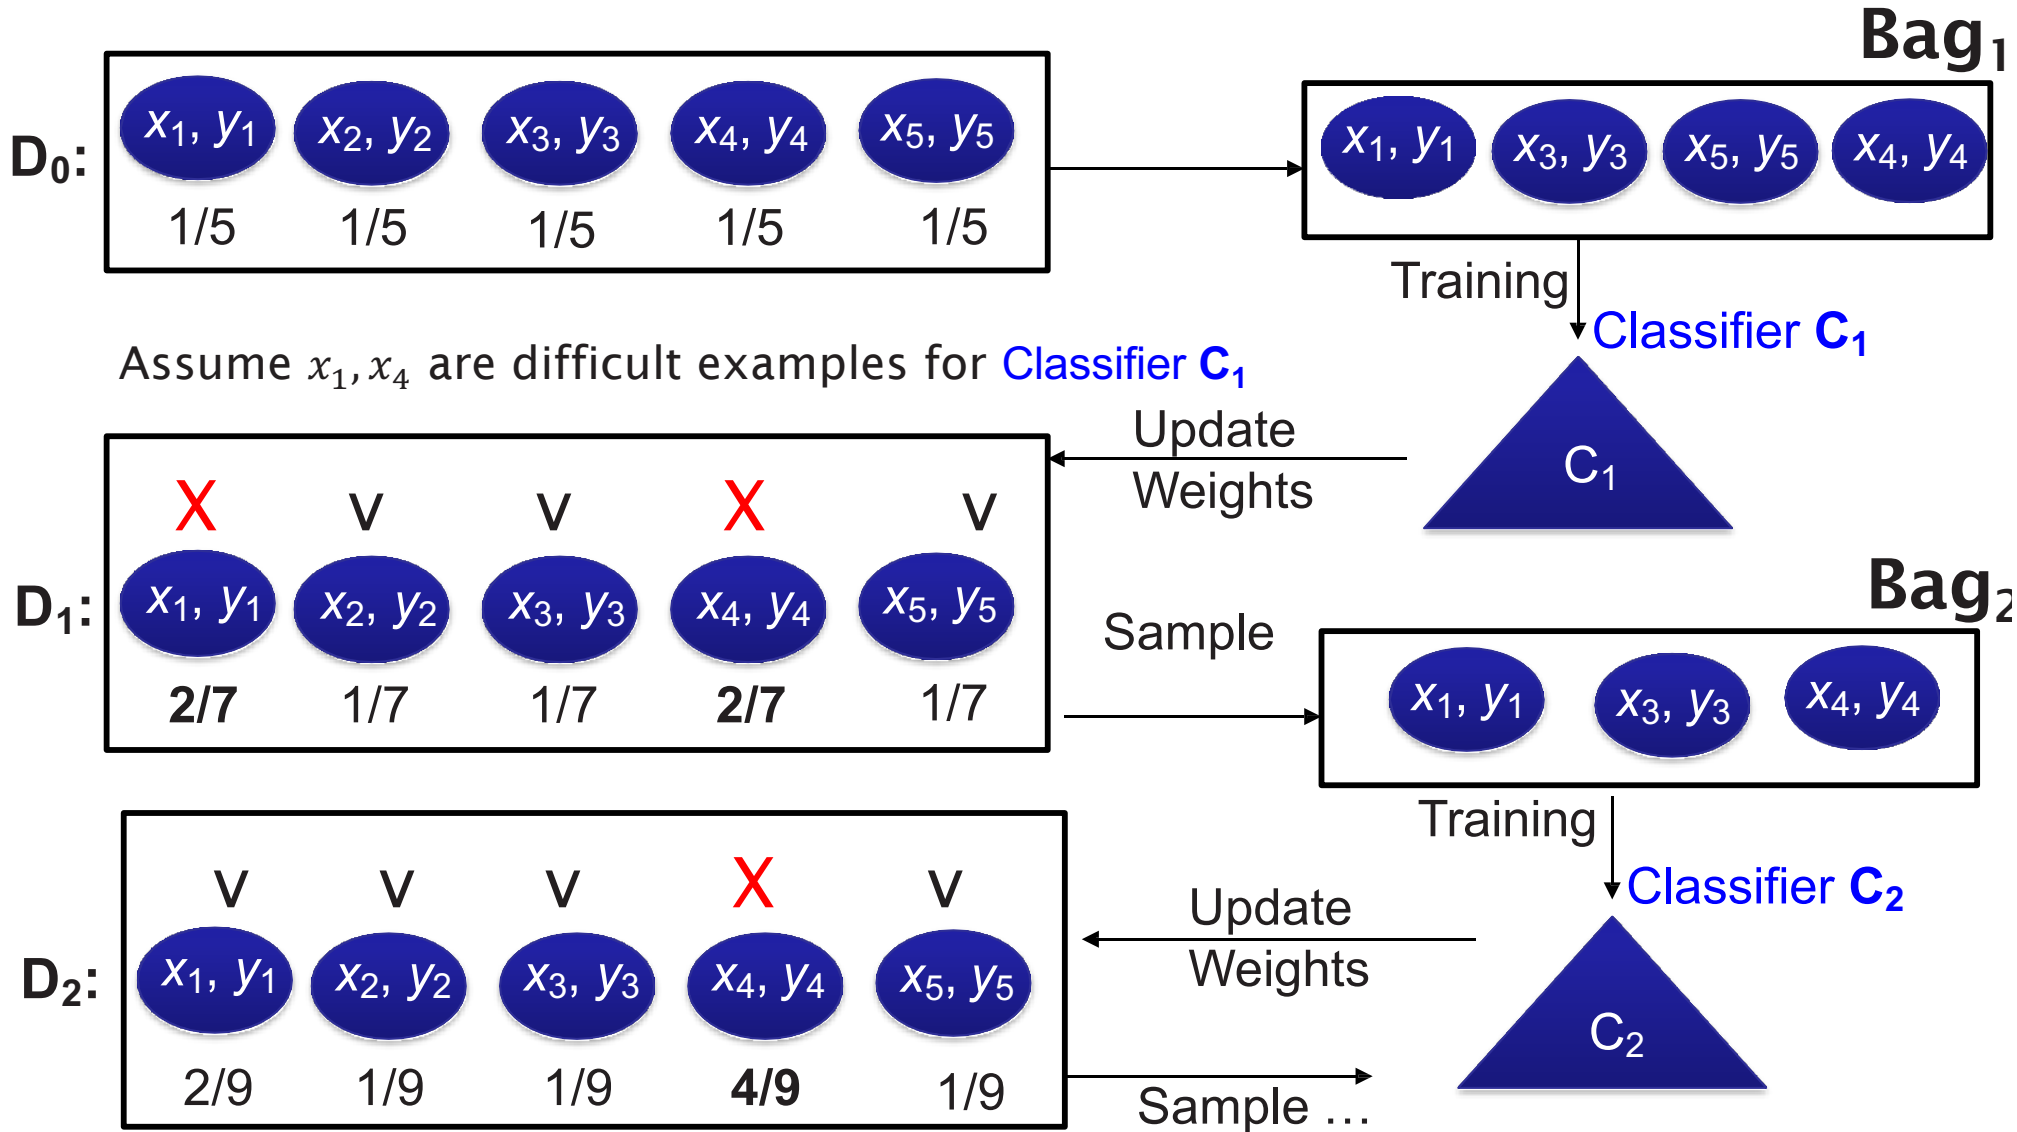 Bag₁
D₀:
x₁, y₁ x₂, y₂ x₃, y₃ x₄, y₄ x₅, y₅
1/5 1/5 1/5 1/5 1/5
x₁, y₁ x₃, y₃ x₅, y₅ x₄, y₄
Training
Classifier C₁
Assume x₁, x₄ are difficult examples for Classifier C₁
C₁
Update
Weights
X v v X v
D₁:
x₁, y₁ x₂, y₂ x₃, y₃ x₄, y₄ x₅, y₅
2/7 1/7 1/7 2/7 1/7
Sample
Bag₂
x₁, y₁ x₃, y₃ x₄, y₄
Training
Classifier C₂
C₂
Update
Weights
v v v X v
D₂:
x₁, y₁ x₂, y₂ x₃, y₃ x₄, y₄ x₅, y₅
2/9 1/9 1/9 4/9 1/9
Sample …